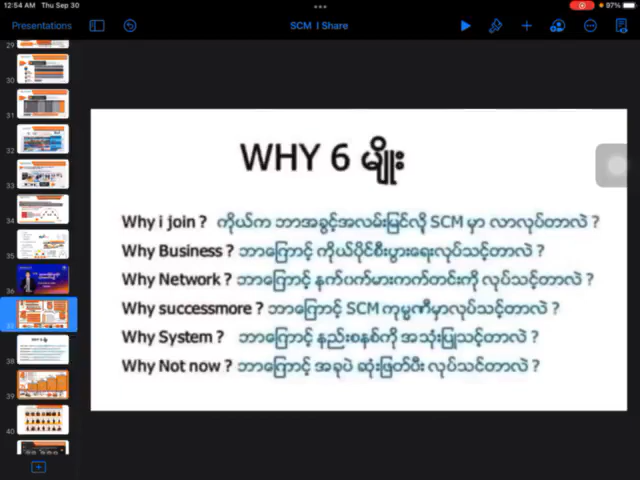 12:54 AM Thu Sep 30
97%
Presentations
SCM I Share
29
30
31
32
33
34
35
36
38
39
40
WHY 6 မျိုး
Why i join ? ကိုယ်က ဘာအခွင့်အလမ်းမြင်လို့ SCM မှာ လာလုပ်တာလဲ ?
Why Business ? ဘာကြောင့် ကိုယ်ပိုင်စီးပွားရေးလုပ်သင့်တာလဲ ?
Why Network ? ဘာကြောင့် နက်ဝက်မားကက်တင်းကို လုပ်သင့်တာလဲ ?
Why successmore ? ဘာကြောင့် SCM ကုမ္ပဏီမှာလုပ်သင့်တာလဲ ?
Why System ? ဘာကြောင့် နည်းစနစ်ကို အသုံးပြုသင့်တာလဲ ?
Why Not now ? ဘာကြောင့် အခုပဲ ဆုံးဖြတ်ပီး လုပ်သင်တာလဲ ?